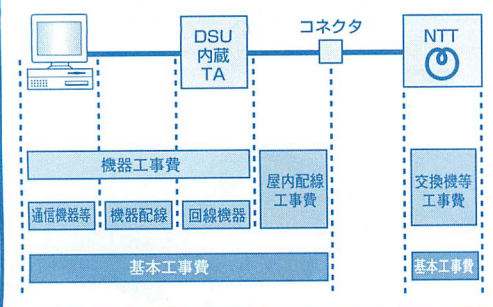 コネクタ
DSU
内蔵
TA
NTT
機器工事費
屋内配線
工事費
交換機等
工事費
通信機器等
機器配線
回線機器
基本工事費
基本工事費